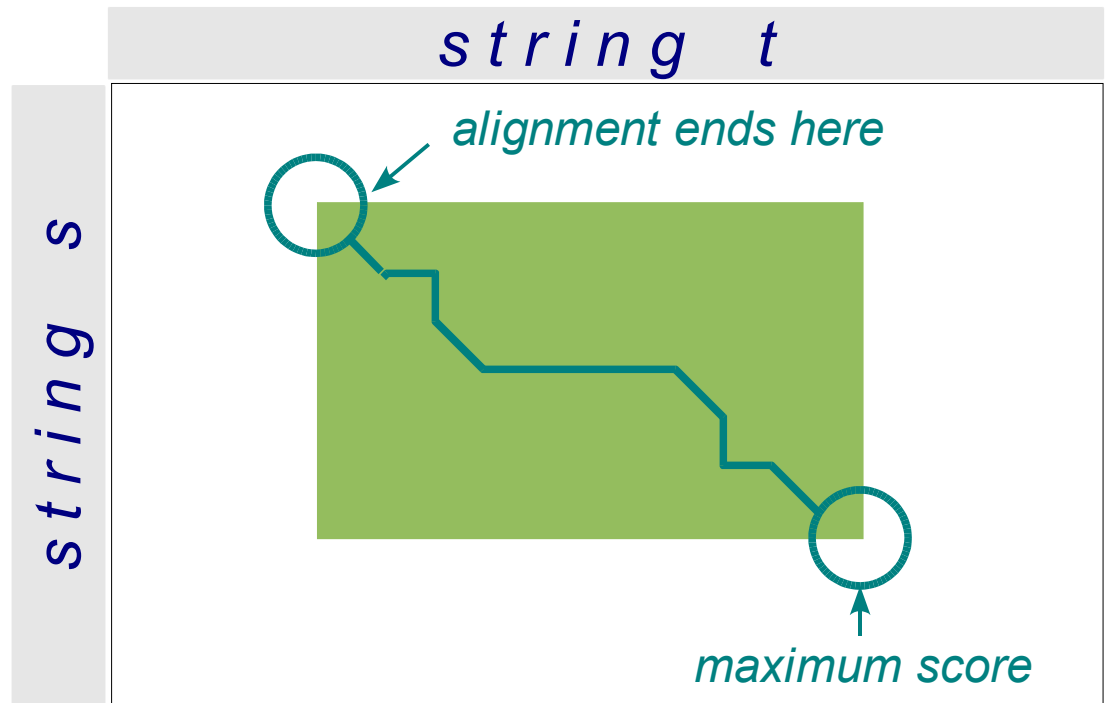 string t
alignment ends here
string s
maximum score